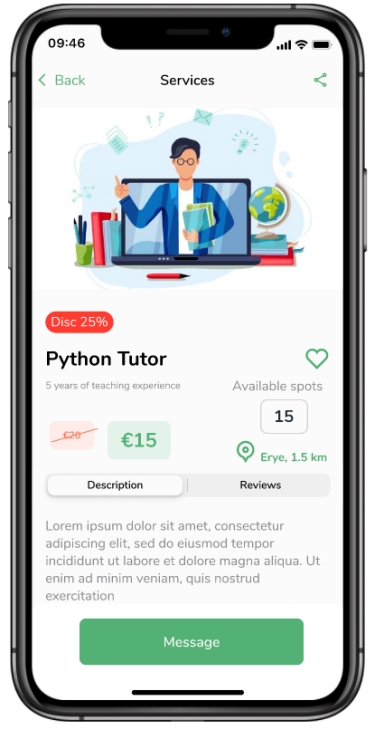 09:46
Back
Services
Disc 25%
Python Tutor
5 years of teaching experience
Available spots
€20
€15
15
Erye, 1.5 km
Description
Reviews
Lorem ipsum dolor sit amet, consectetur
adipiscing elit, sed do eiusmod tempor
incididunt ut labore et dolore magna aliqua. Ut
enim ad minim veniam, quis nostrud
exercitation
Message